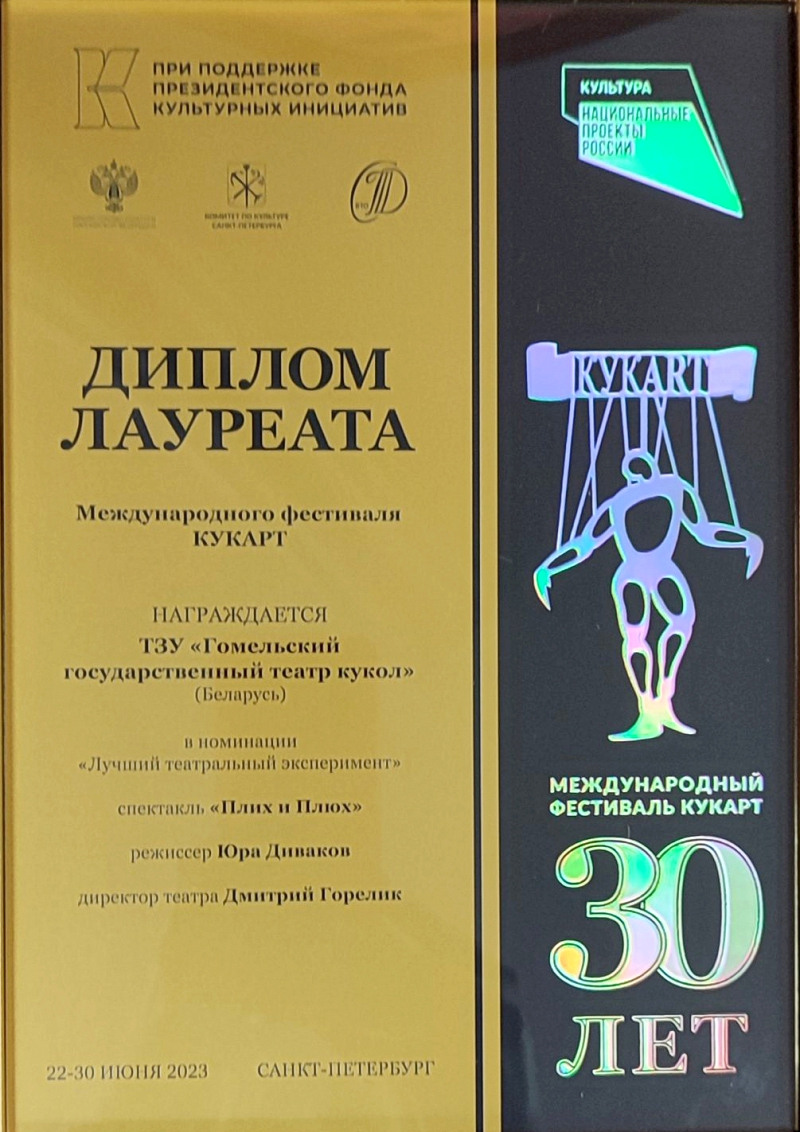 ПРИ ПОДДЕРЖКЕ
ПРЕЗИДЕНТСКОГО ФОНДА
КУЛЬТУРНЫХ ИНИЦИАТИВ
КОМИТЕТ ПО КУЛЬТУРЕ
САНКТ-ПЕТЕРБУРГА
ВТО
ДИПЛОМ
ЛАУРЕАТА
Международного фестиваля
КУКАРТ
НАГРАЖДАЕТСЯ
ТЗУ «Гомельский
государственный театр кукол»
(Беларусь)
в номинации
«Лучший театральный эксперимент»
спектакль «Плих и Плюх»
режиссер Юра Диваков
директор театра Дмитрий Горелик
22-30 ИЮНЯ 2023 САНКТ-ПЕТЕРБУРГ
КУЛЬТУРА
НАЦИОНАЛЬНЫЕ
ПРОЕКТЫ
РОССИИ
КУКART
МЕЖДУНАРОДНЫЙ
ФЕСТИВАЛЬ КУКАРТ
30
ЛЕТ